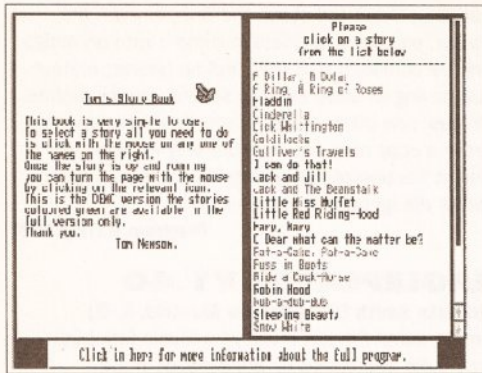 Tom's Story Book
This book is very simple to use.
To select a story all you need to do
is click with the mouse on any one of
the names on the right.
Once the story is up and running
you can turn the page with the mouse
by clicking on the relevant icon.
This is the DEMO version the stories
coloured green are available in the
full version only.
Thank you.
Tom Newsom.
Please
click on a story
from the list below
A Dillar, A Dolar
A Ring, A Ring of Roses
Aladdin
Cinderella
Dick Whittington
Goldilocks
Gulliver's Travels
I can do that!
Jack and Jill
Jack and The Beanstalk
Little Miss Muffet
Little Red Riding-Hood
Mary, Mary
O Dear what can the matter be?
Pat-a-Cake, Pat-a-Cake
Puss in Boots
Ride a Cock-Horse
Robin Hood
Rub-a-dub-dub
Sleeping Beauty
Snow White
Click in here for more information about the full program.